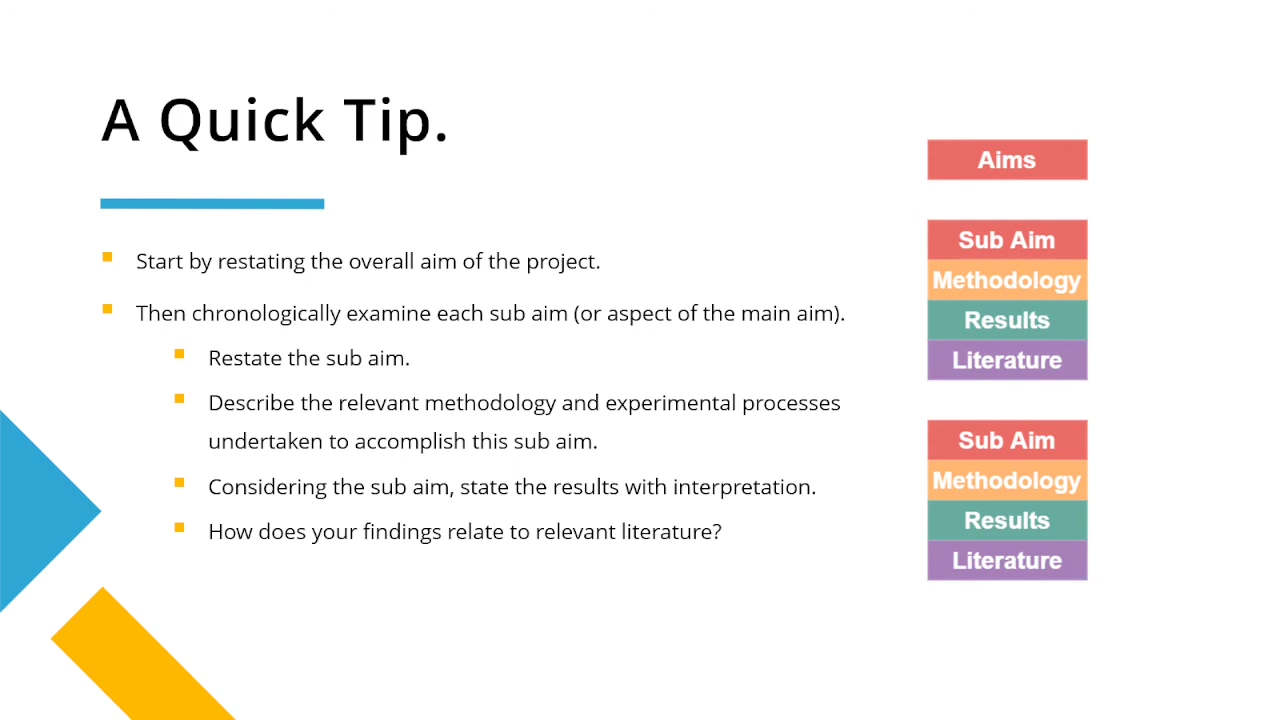 A Quick Tip.
Start by restating the overall aim of the project.
Then chronologically examine each sub aim (or aspect of the main aim).
Restate the sub aim.
Describe the relevant methodology and experimental processes
undertaken to accomplish this sub aim.
Considering the sub aim, state the results with interpretation.
How does your findings relate to relevant literature?
Aims
Sub Aim
Methodology
Results
Literature
Sub Aim
Methodology
Results
Literature